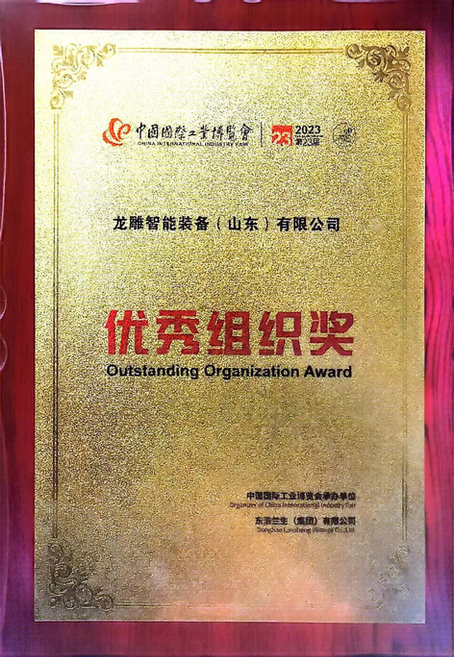 中国国際工業博覽會
CHINA INTERNATIONAL INDUSTRY FAIR
23
2023
第23届
龙雕智能装备（山东）有限公司
优秀组织奖
Outstanding Organization Award
中国国际工业博览会承办单位
Organizer of China International Industry Fair
东浩兰生（集团）有限公司
Donghao Lansheng (Group) Co.,Ltd.